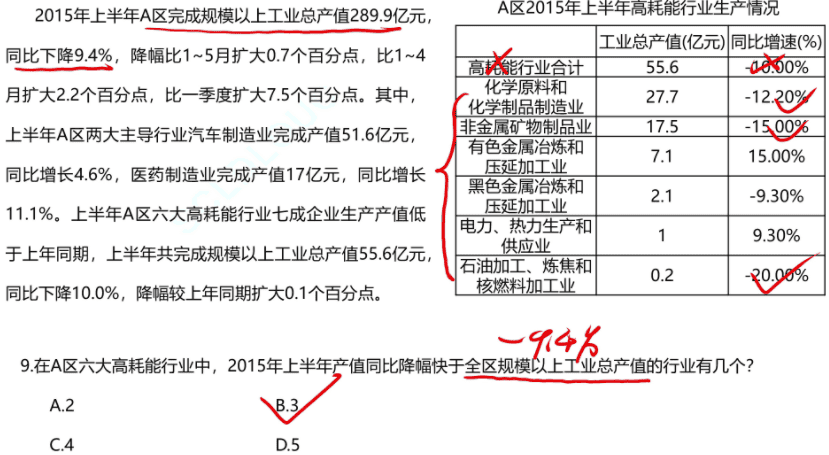 2015年上半年A区完成规模以上工业总产值289.9亿元，
同比下降9.4%，降幅比1~5月扩大0.7个百分点，比1~4
月扩大2.2个百分点，比一季度扩大7.5个百分点。其中，
上半年A区两大主导行业汽车制造业完成产值51.6亿元，
同比增长4.6%，医药制造业完成产值17亿元，同比增长
11.1%。上半年A区六大高耗能行业七成企业生产产值低
于上年同期，上半年共完成规模以上工业总产值55.6亿元，
同比下降10.0%，降幅较上年同期扩大0.1个百分点。
A区2015年上半年高耗能行业生产情况
工业总产值(亿元) 同比增速(%)
高耗能行业合计 55.6 -10.00%
化学原料和
化学制品制造业 27.7 -12.20%
非金属矿物制品业 17.5 -15.00%
有色金属冶炼和
压延加工业 7.1 15.00%
黑色金属冶炼和
压延加工业 2.1 -9.30%
电力、热力生产和
供应业 1 9.30%
石油加工、炼焦和
核燃料加工业 0.2 -20.00%
-9.4%
9.在A区六大高耗能行业中，2015年上半年产值同比降幅快于全区规模以上工业总产值的行业有几个?
A.2 B.3
C.4 D.5